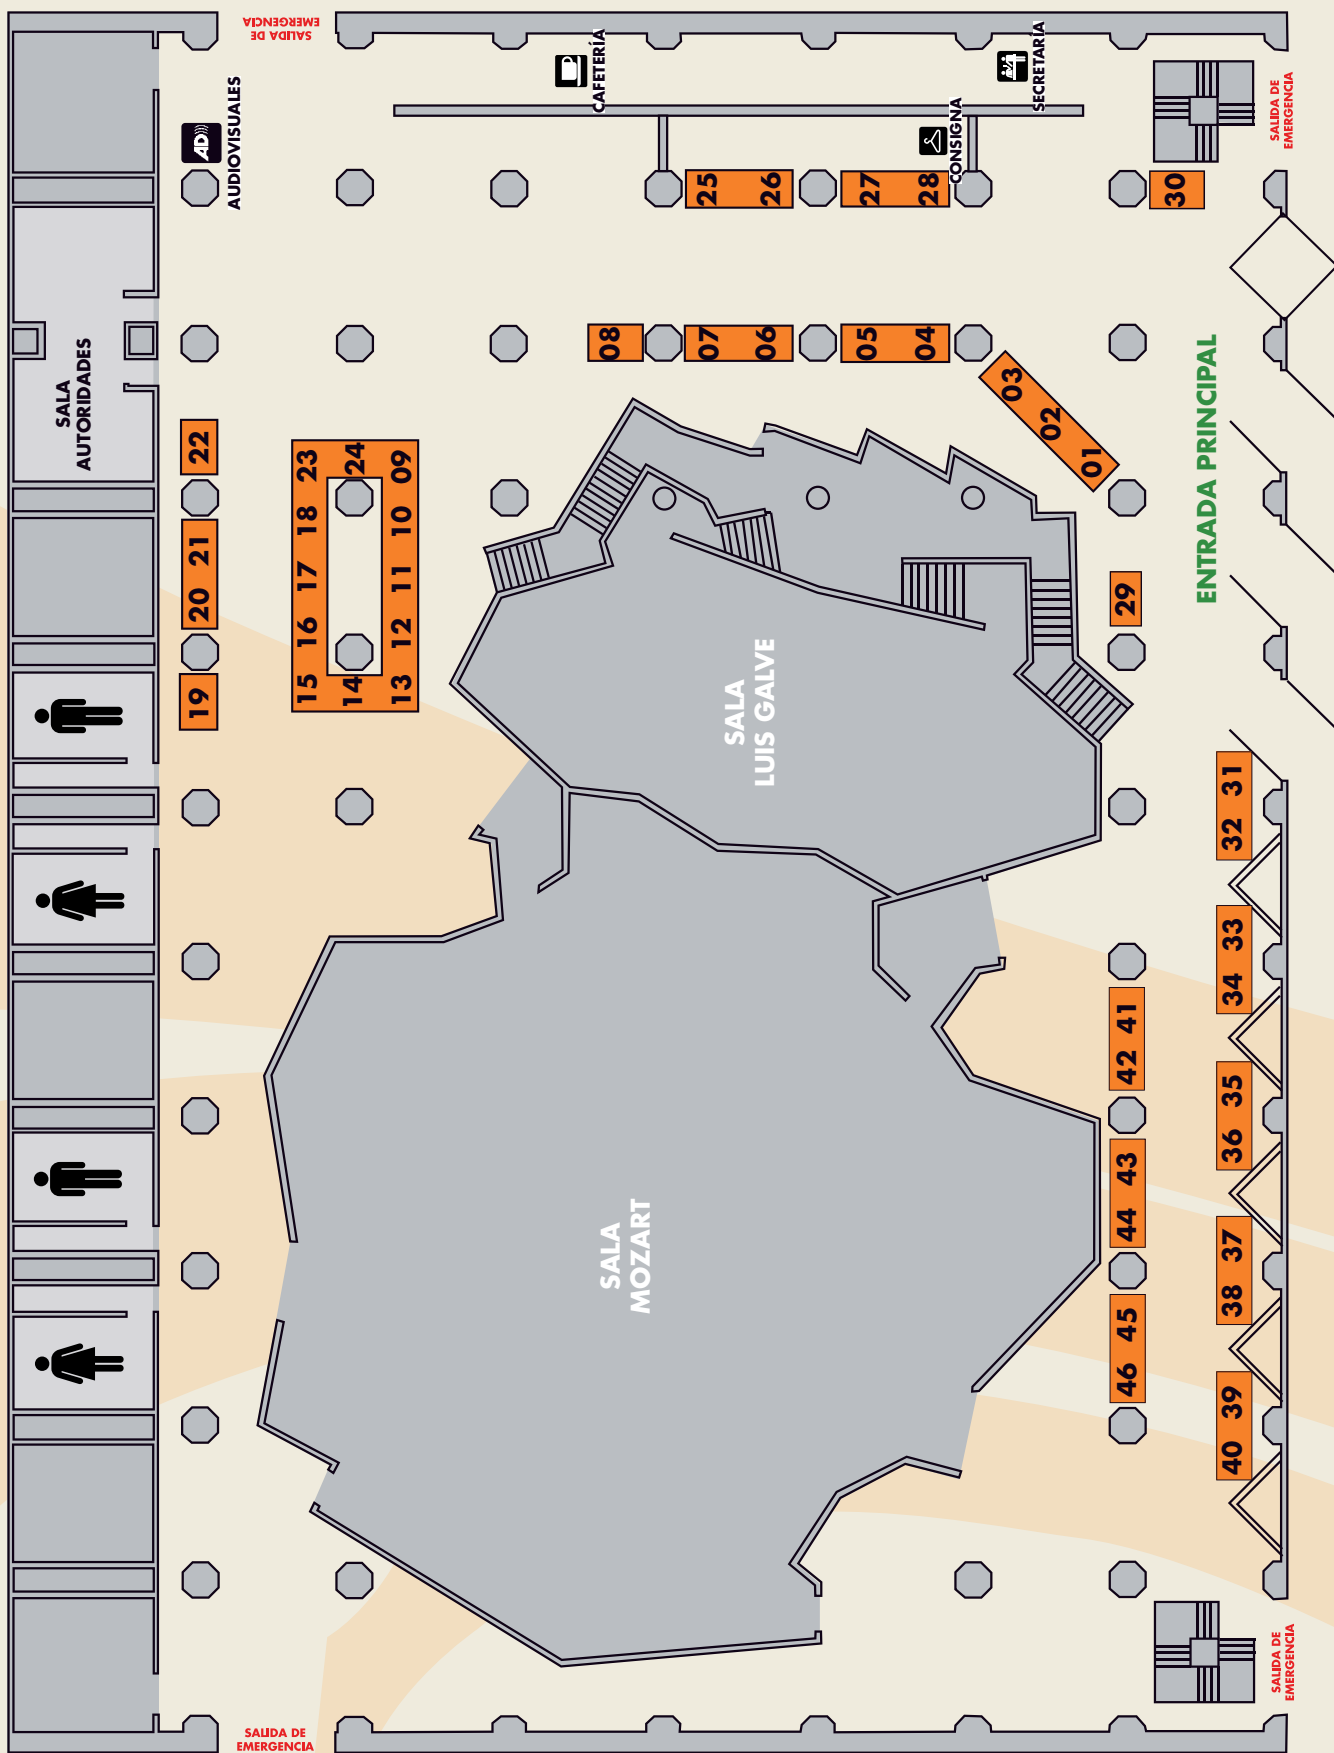 SALIDA DE
EMERGENCIA
CAFETERÍA
SECRETARÍA
SALIDA DE
EMERGENCIA
AD
AUDIOVISUALES
CONSIGNA
25 26
27 28
30
SALA
AUTORIDADES
08
07 06
05 04
03 02 01
ENTRADA PRINCIPAL
22
21
20
19
23
24
09
18
10
17
11
16
12
15
14
13
29
SALA
LUIS GALVE
31
32
33
34
35
36
37
38
39
40
41
42
43
44
45
46
SALA
MOZART
SALIDA DE
EMERGENCIA
SALIDA DE
EMERGENCIA